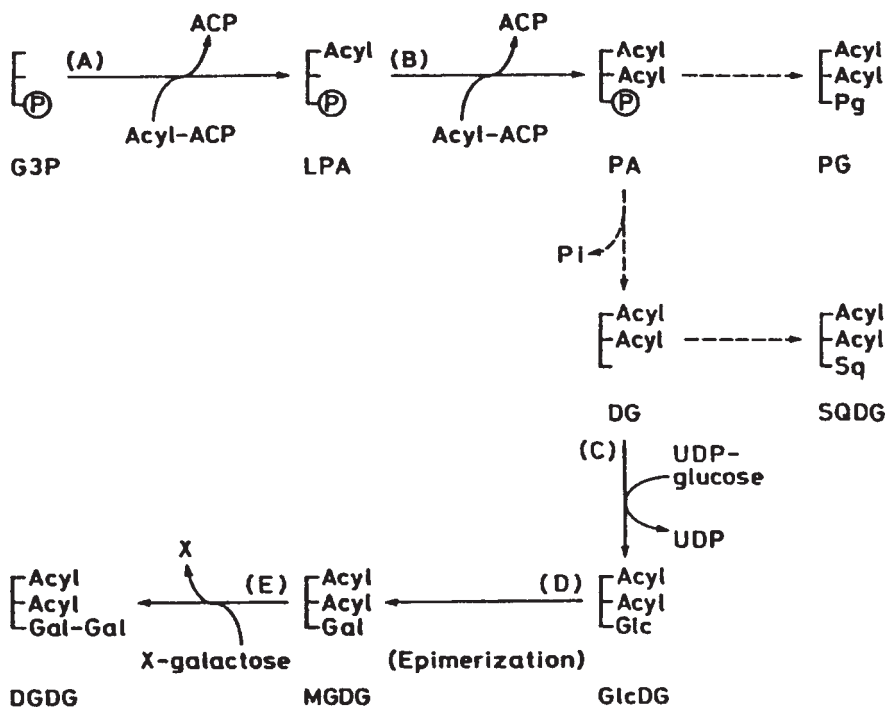 ACP
ACP
(A)
Acyl
(B)
Acyl
Acyl
Acyl
Acyl
P
P
P
Pg
Acyl-ACP
Acyl-ACP
G3P
LPA
PA
PG
Pi
Acyl
Acyl
Acyl
Acyl
Sq
DG
SQDG
(C)
UDP-
glucose
UDP
X
Acyl
(E)
Acyl
(D)
Acyl
Acyl
Acyl
Acyl
Gal-Gal
Gal
Glc
X-galactose
(Epimerization)
DGDG
MGDG
GlcDG